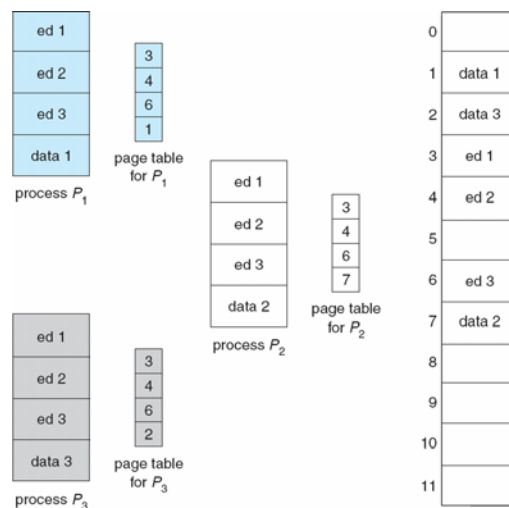 ed 1
ed 2
ed 3
data 1
process P1
3
4
6
1
page table
for P1
ed 1
ed 2
ed 3
data 2
process P2
3
4
6
7
page table
for P2
ed 1
ed 2
ed 3
data 3
process P3
3
4
6
2
page table
for P3
0
1 data 1
2 data 3
3 ed 1
4 ed 2
5
6 ed 3
7 data 2
8
9
10
11